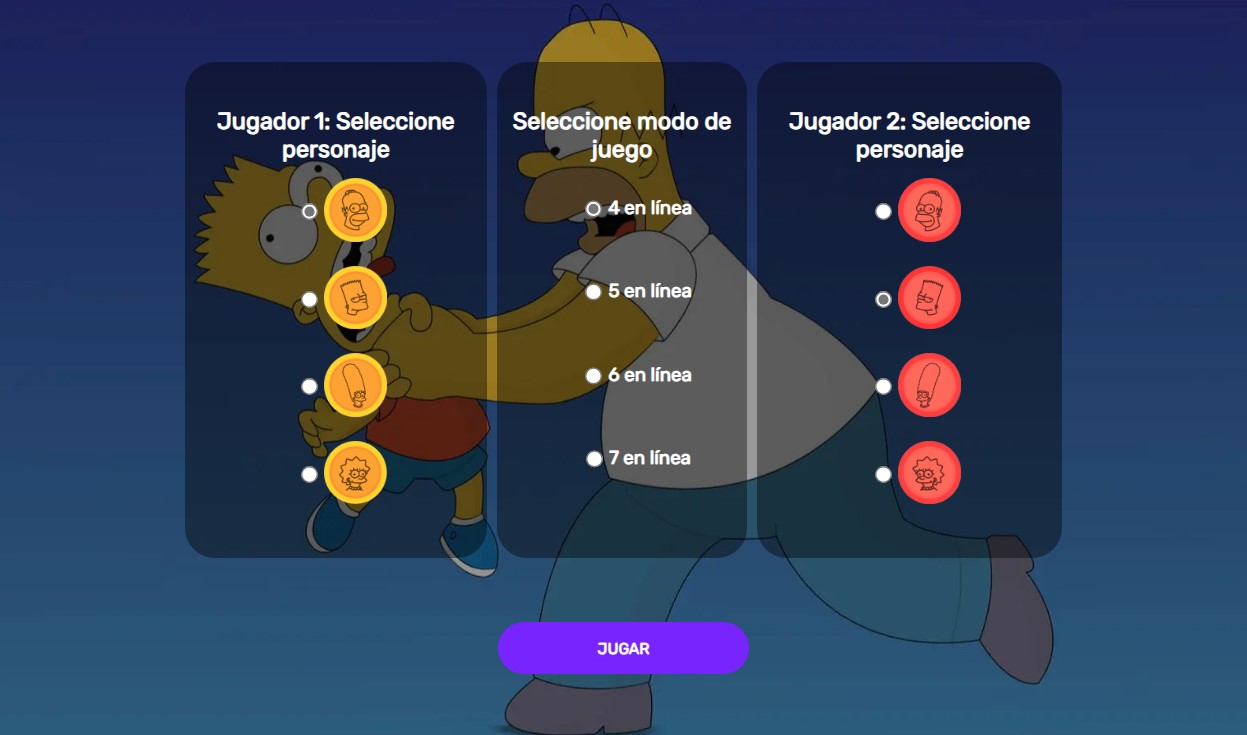 Jugador 1: Seleccione
personaje
Seleccione modo de
juego
4 en línea
5 en línea
6 en línea
7 en línea
Jugador 2: Seleccione
personaje
JUGAR